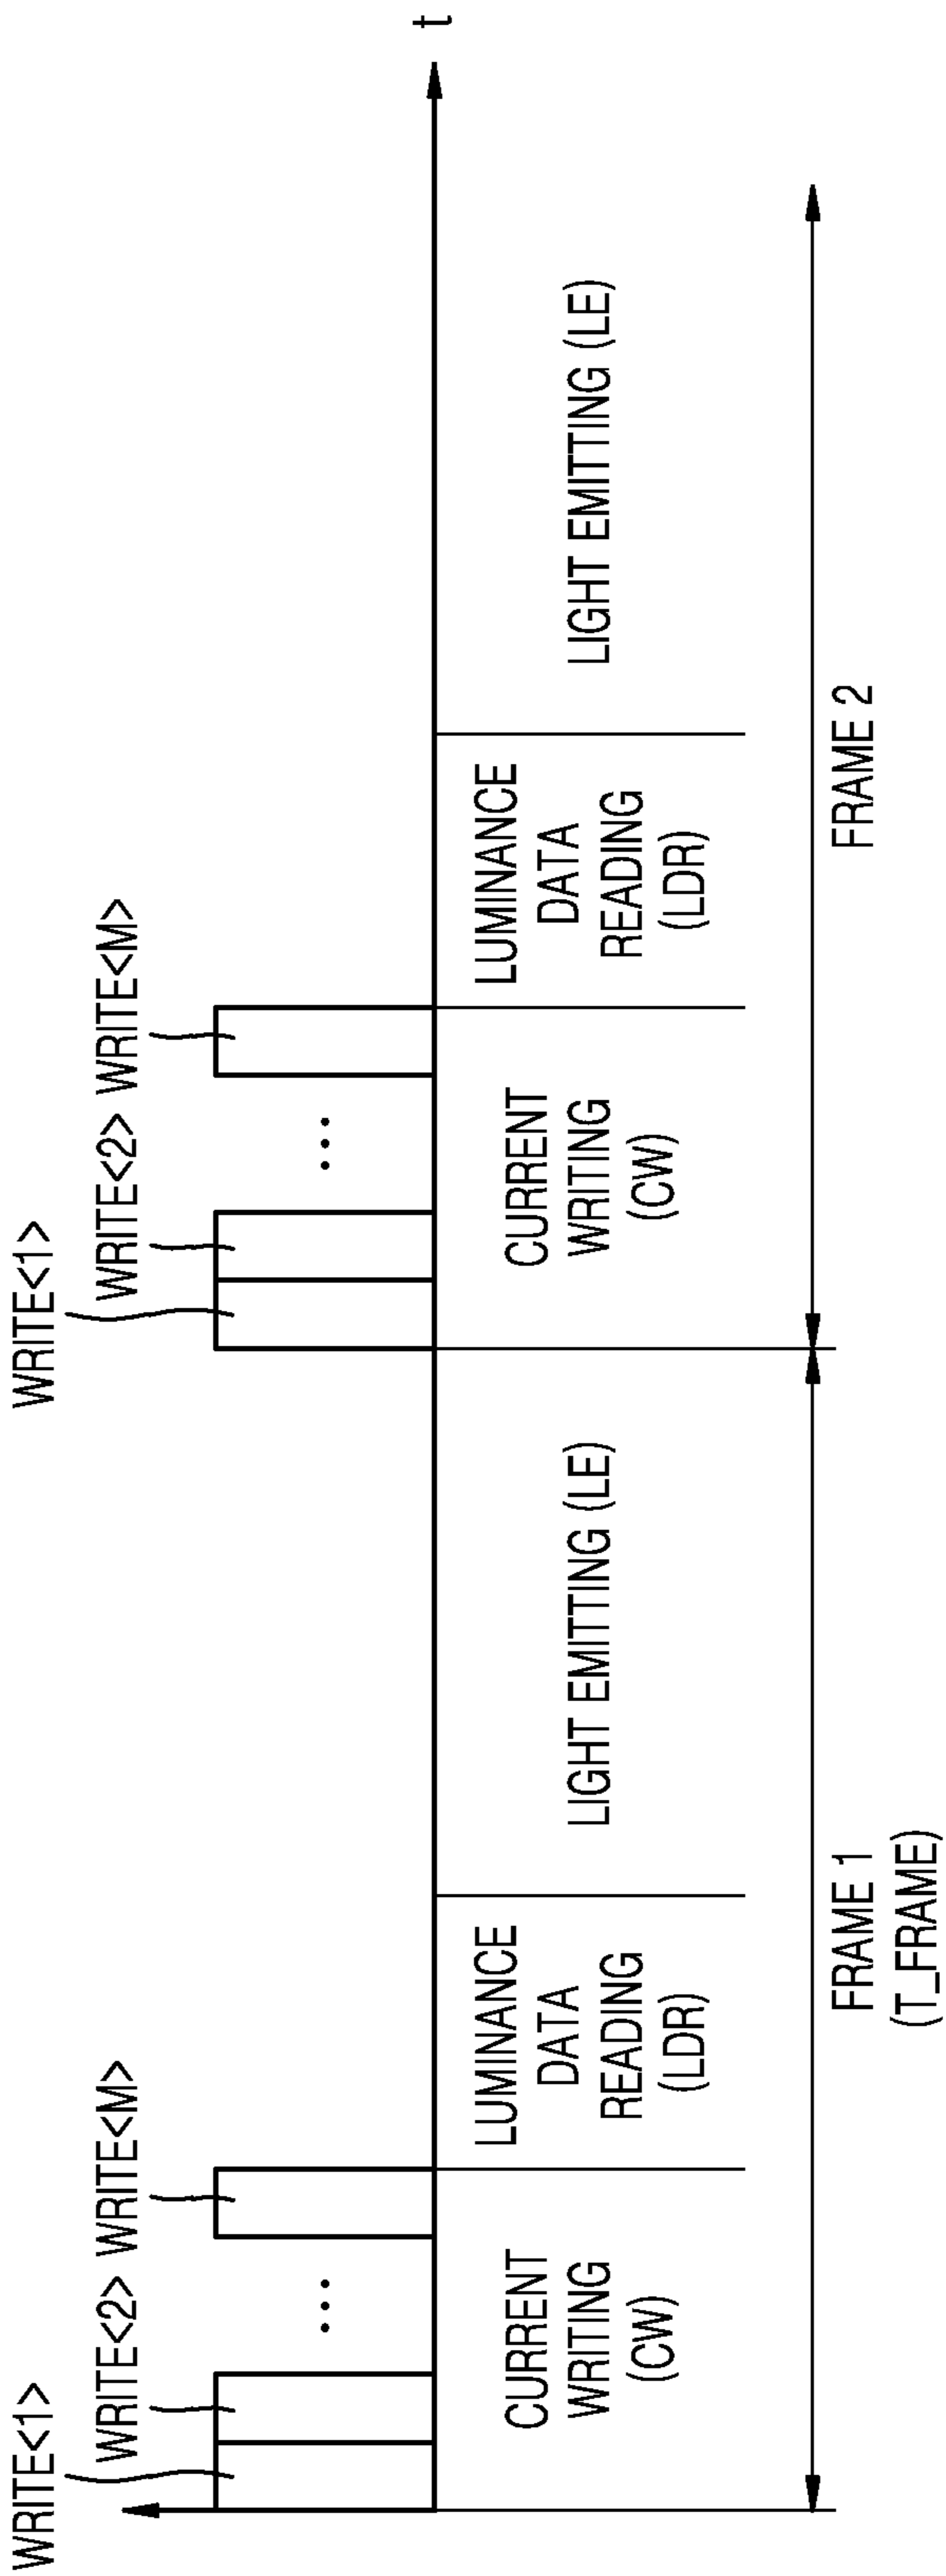 WRITE<1>
WRITE<2> WRITE<M>
WRITE<1>
WRITE<2> WRITE<M>
...
...
t
CURRENT
WRITING
(CW)
LUMINANCE
DATA
READING
(LDR)
LIGHT EMITTING (LE)
CURRENT
WRITING
(CW)
LUMINANCE
DATA
READING
(LDR)
LIGHT EMITTING (LE)
FRAME 1
(T_FRAME)
FRAME 2